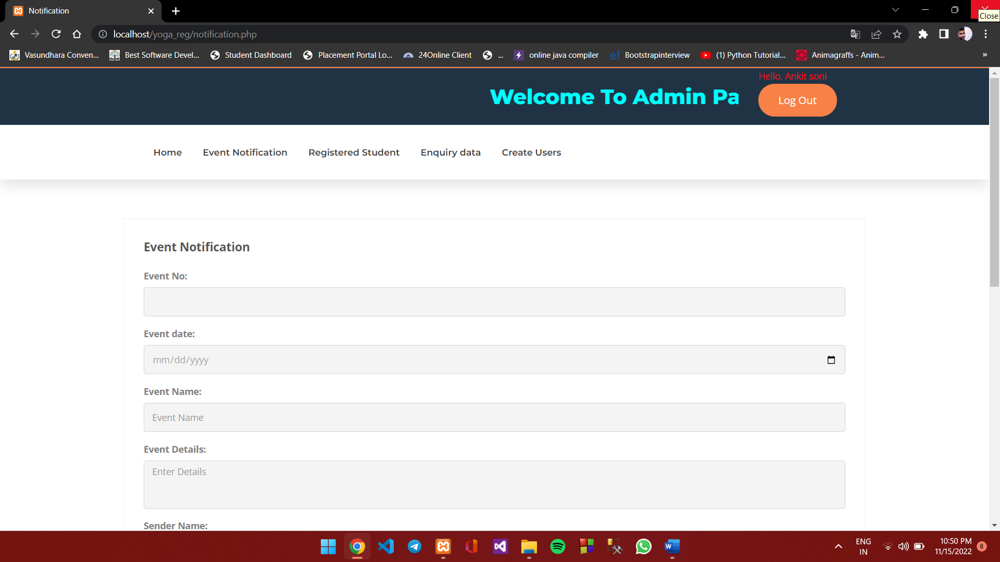 Notification
Close
localhost/yoga_reg/notification.php
Vasundhara Conven... Best Software Devel... Student Dashboard Placement Portal Lo... 24Online Client ... online java compiler Bootstrapinterview (1) Python Tutorial... Animagraffs - Anim... »
Hello, Ankit soni
Welcome To Admin Pa
Log Out
Home Event Notification Registered Student Enquiry data Create Users
Event Notification
Event No:
Event date:
mm/dd/yyyy
Event Name:
Event Name
Event Details:
Enter Details
Sender Name:
ENG
IN
10:50 PM
11/15/2022
8